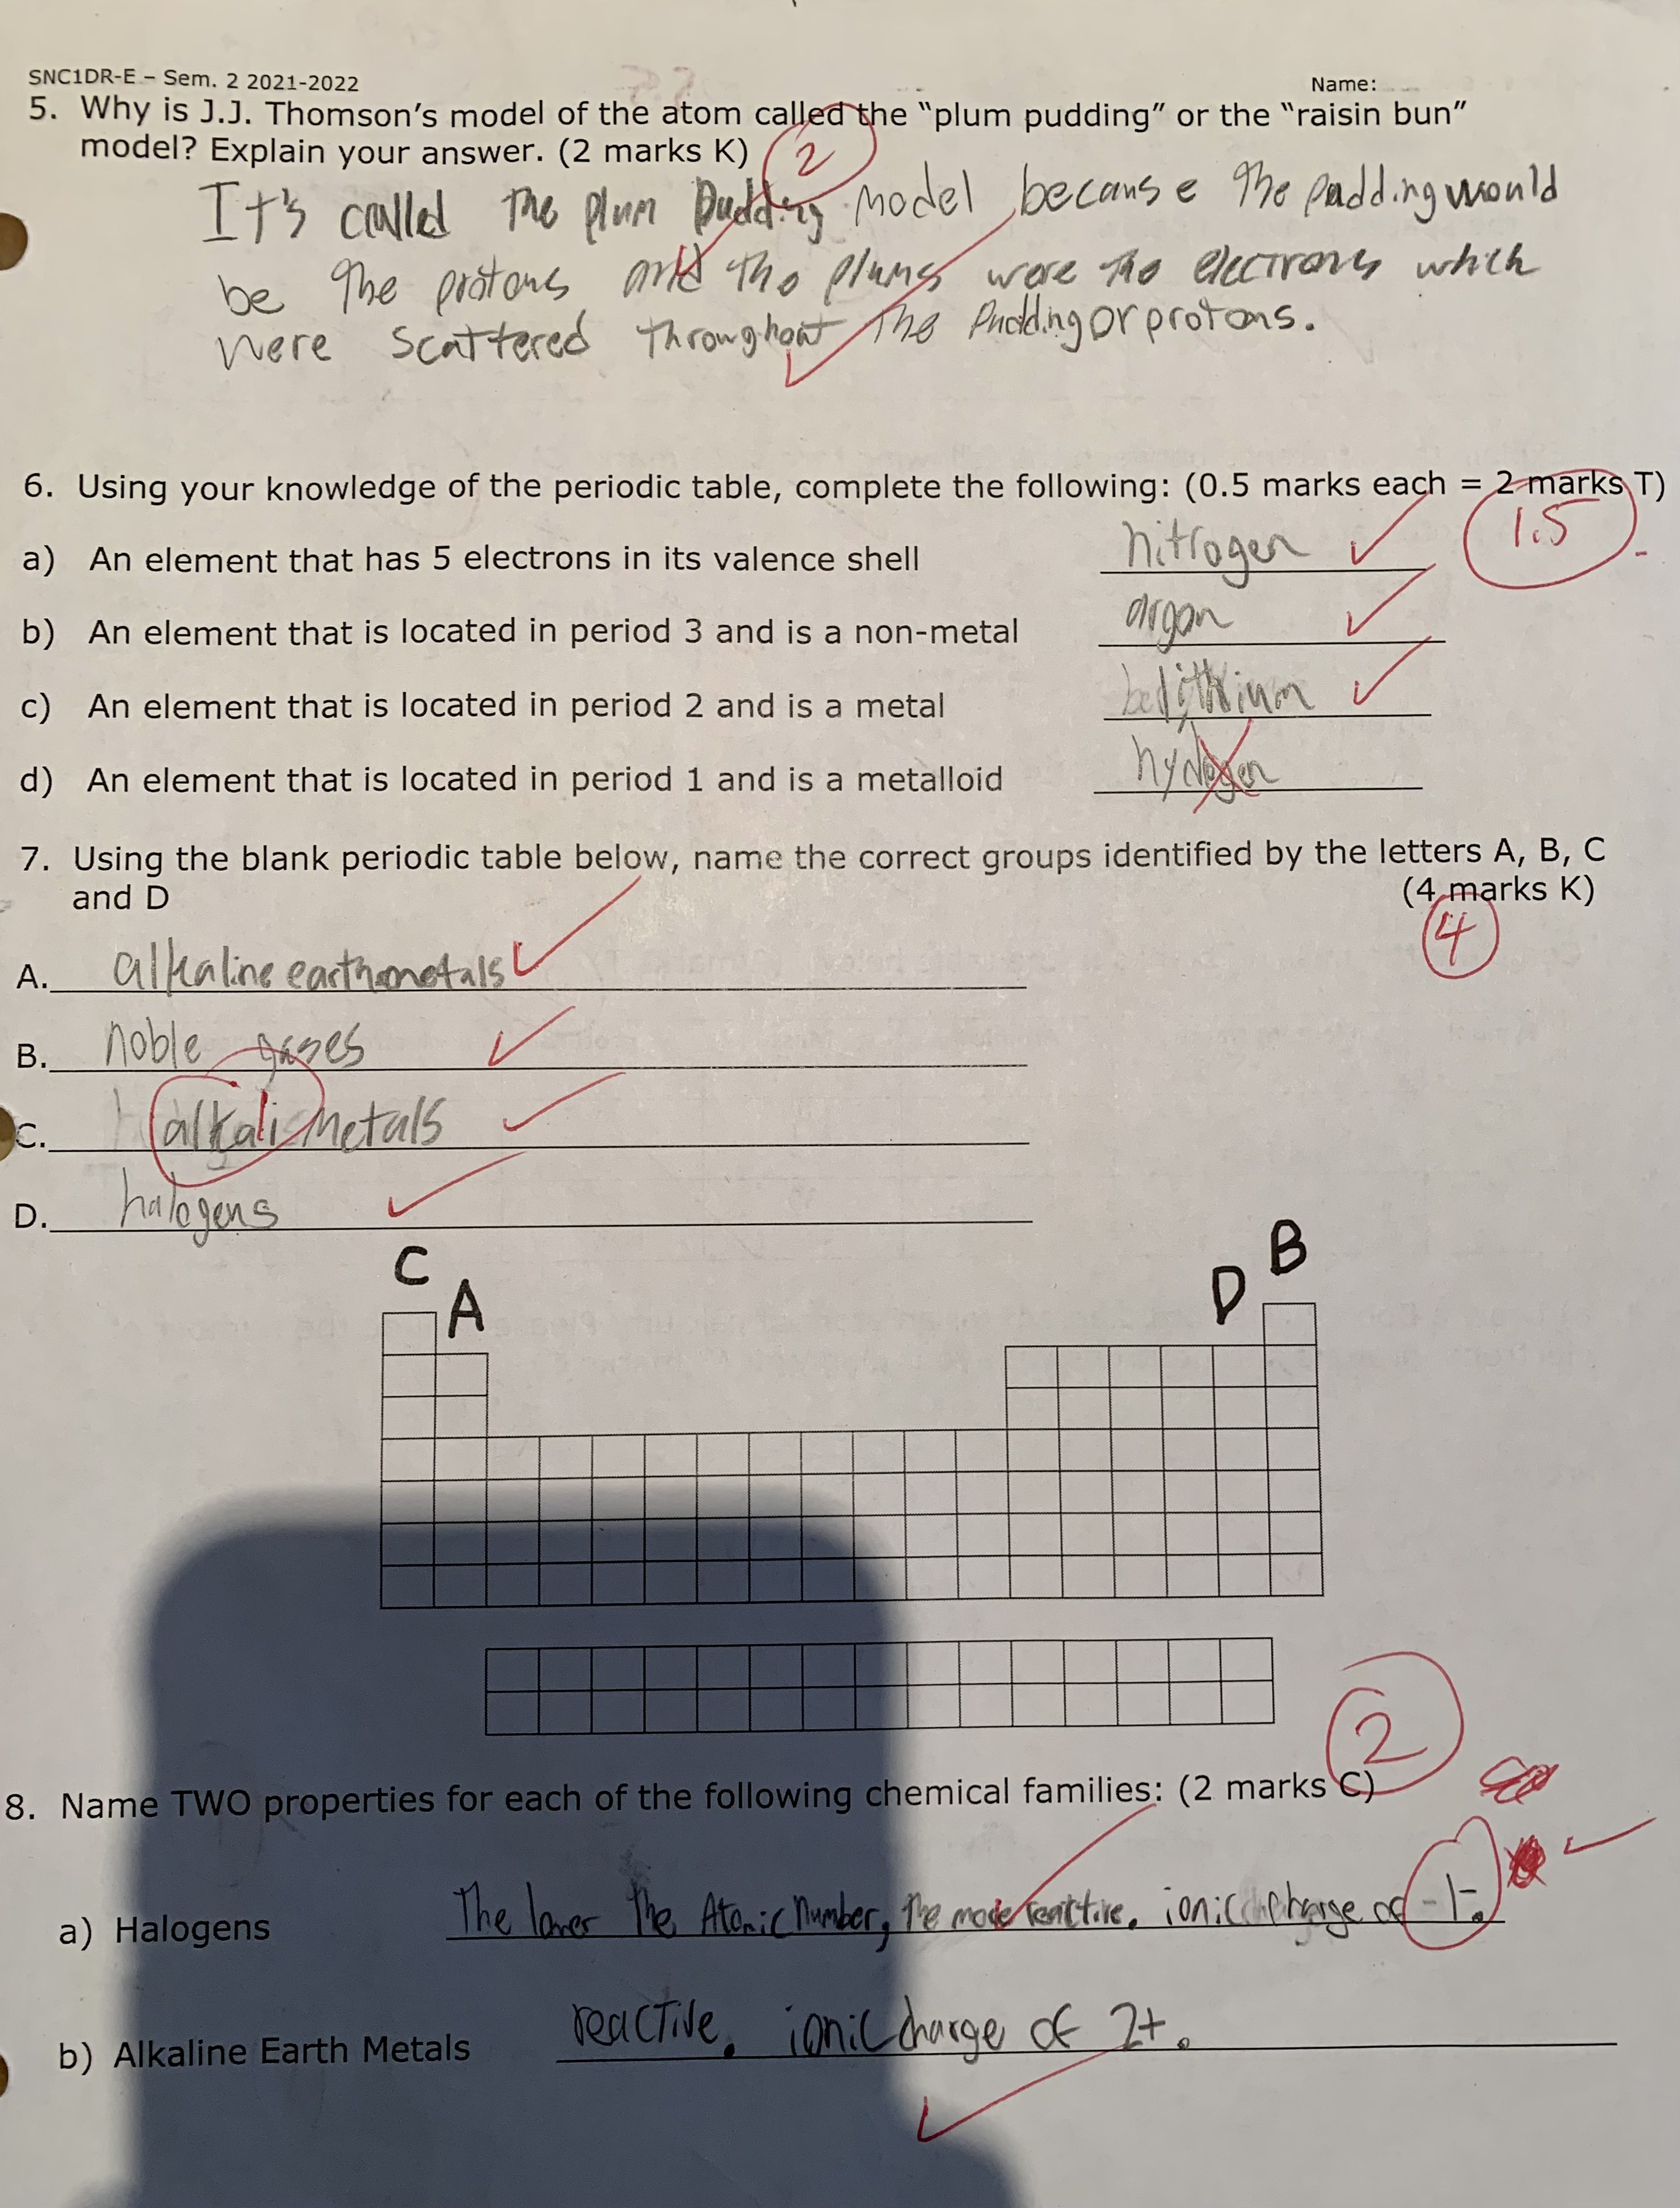 SNC1DR-E – Sem. 2 2021-2022
Name:
5. Why is J.J. Thomson's model of the atom called the "plum pudding" or the "raisin bun"
model? Explain your answer. (2 marks K)
2
It's called the plum Pudding model because the pudding would
be the protons and the plums were the electrons which
were scattered throughout the Pudding or protons.
6. Using your knowledge of the periodic table, complete the following: (0.5 marks each = 2 marks T)
1.5
a) An element that has 5 electrons in its valence shell nitrogen
b) An element that is located in period 3 and is a non-metal argon
c) An element that is located in period 2 and is a metal lithium
d) An element that is located in period 1 and is a metalloid
7. Using the blank periodic table below, name the correct groups identified by the letters A, B, C
and D (4 marks K)
4
A. alkaline earth metals
B. noble gases
C. alkali metals
D. halogens
C
A
D
B
2
8. Name TWO properties for each of the following chemical families: (2 marks C)
a) Halogens The lower the Atomic Number, the more reactive. ionic charge of 1-.
b) Alkaline Earth Metals reactive. ionic charge of 2+.